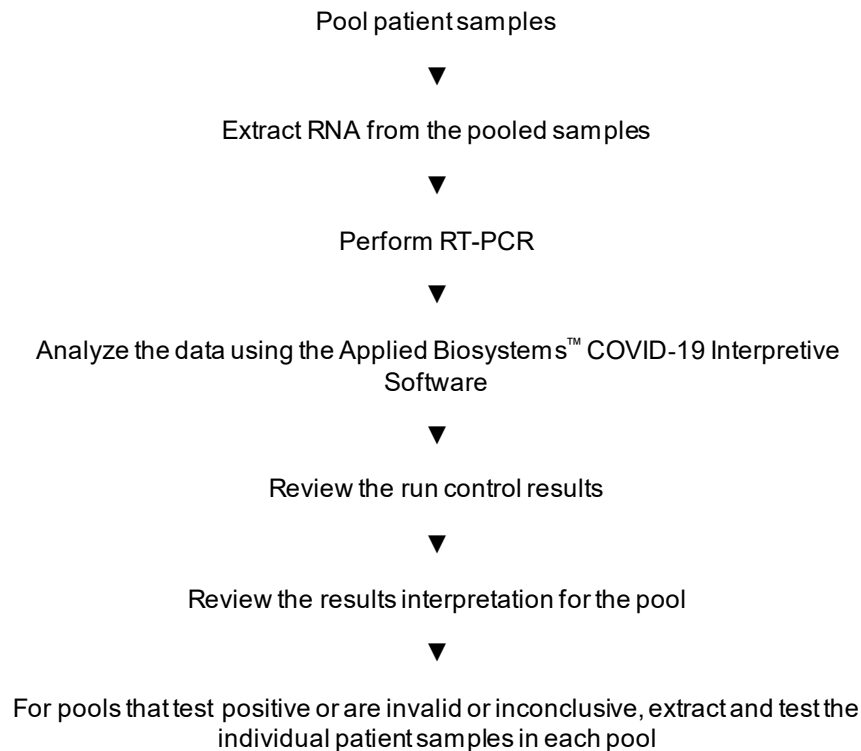 Pool patient samples
▼
Extract RNA from the pooled samples
▼
Perform RT-PCR
▼
Analyze the data using the Applied Biosystems™ COVID-19 Interpretive
Software
▼
Review the run control results
▼
Review the results interpretation for the pool
▼
For pools that test positive or are invalid or inconclusive, extract and test the
individual patient samples in each pool